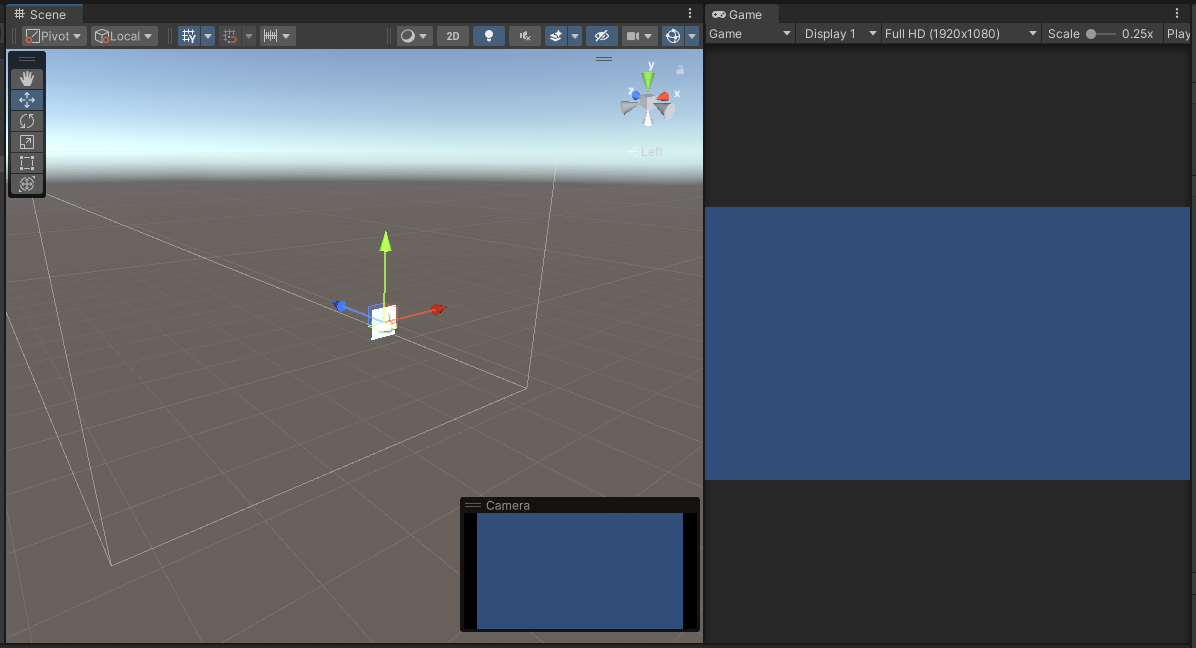 Scene
Game
Pivot
Local
Y
2D
Game
Display 1
Full HD (1920x1080)
Scale
0.25x
Play
y
z
x
Left
Camera